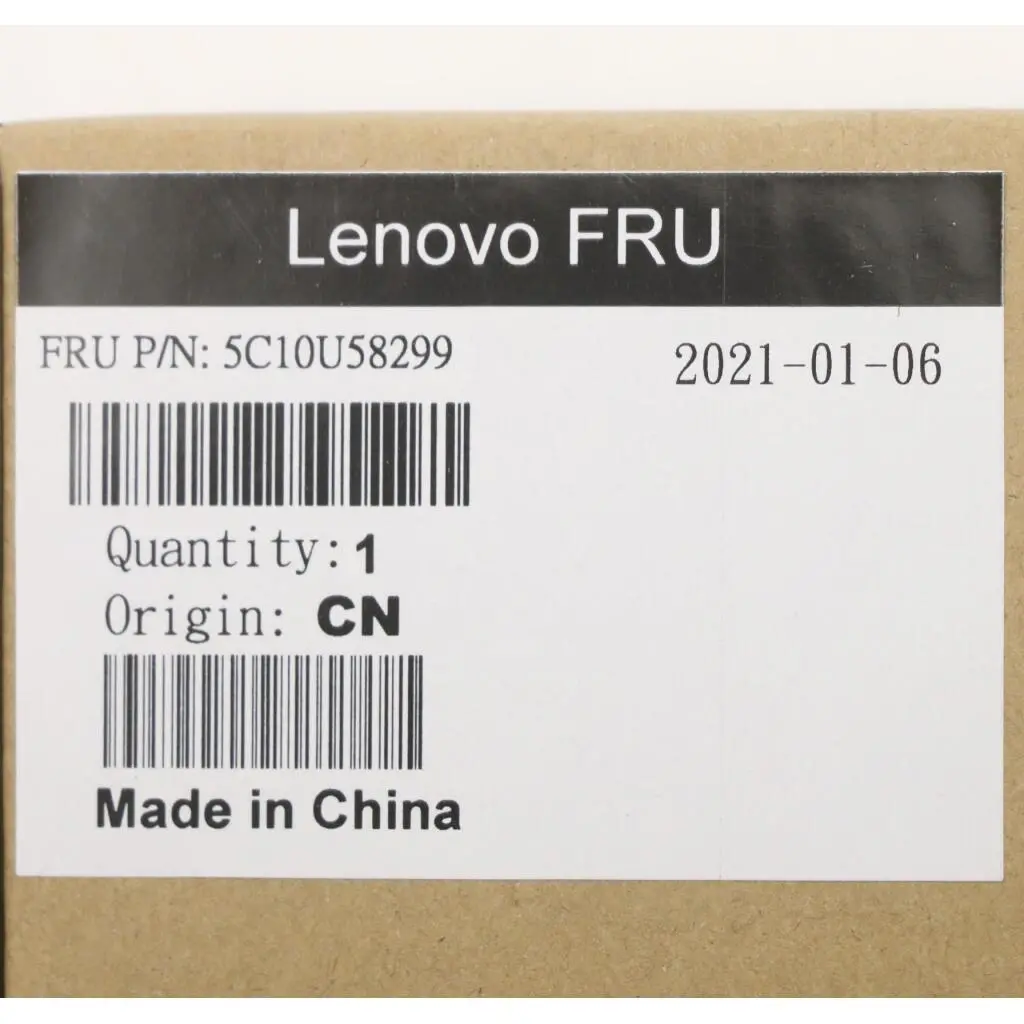 Lenovo FRU
FRU P/N: 5C10U58299
2021-01-06
Quantity: 1
Origin: CN
Made in China